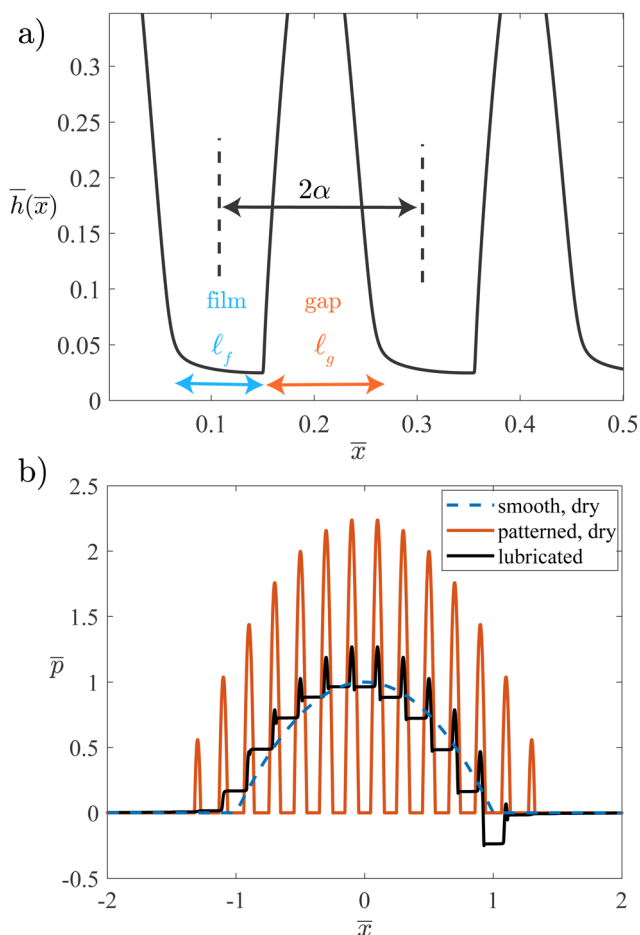 a)
0.3
0.25
0.2
0.15
0.1
0.05
0
h̅(x̅)
2α
film
gap
ℓ_f
ℓ_g
0.1 0.2 0.3 0.4 0.5
x̅
b)
2.5
2
1.5
1
0.5
0
-0.5
p̅
smooth, dry
patterned, dry
lubricated
-2 -1 0 1 2
x̅